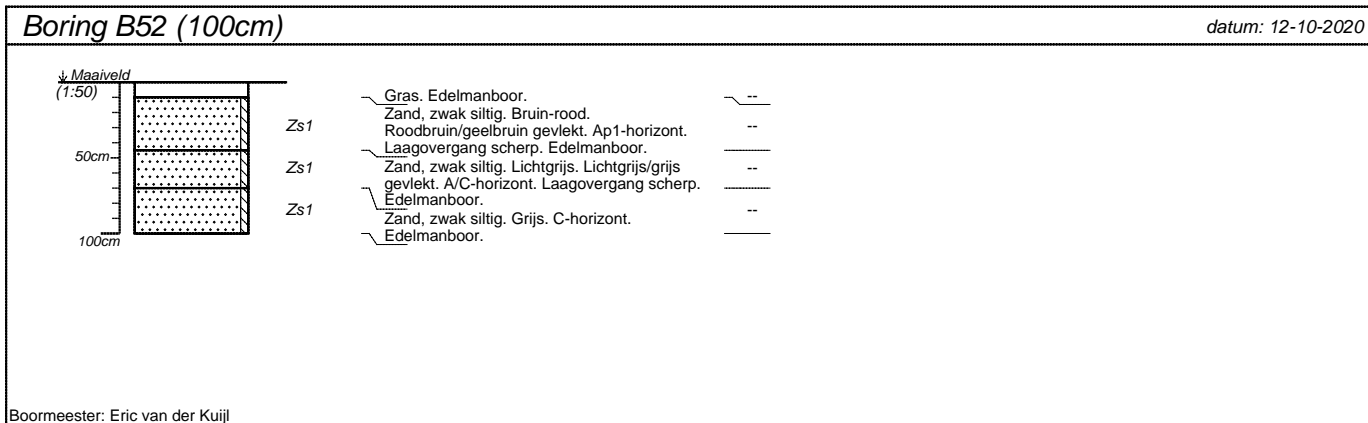 Boring B52 (100cm)
datum: 12-10-2020
Maaiveld
(1:50)
Gras. Edelmanboor.
--
Zand, zwak siltig. Bruin-rood.
Zs1
Roodbruin/geelbruin gevlekt. Ap1-horizont.
--
Laagovergang scherp. Edelmanboor.
50cm
Zs1
Zand, zwak siltig. Lichtgrijs. Lichtgrijs/grijs
--
gevlekt. A/C-horizont. Laagovergang scherp.
Edelmanboor.
Zs1
--
Zand, zwak siltig. Grijs. C-horizont.
Edelmanboor.
100cm
Boormeester: Eric van der Kuijl